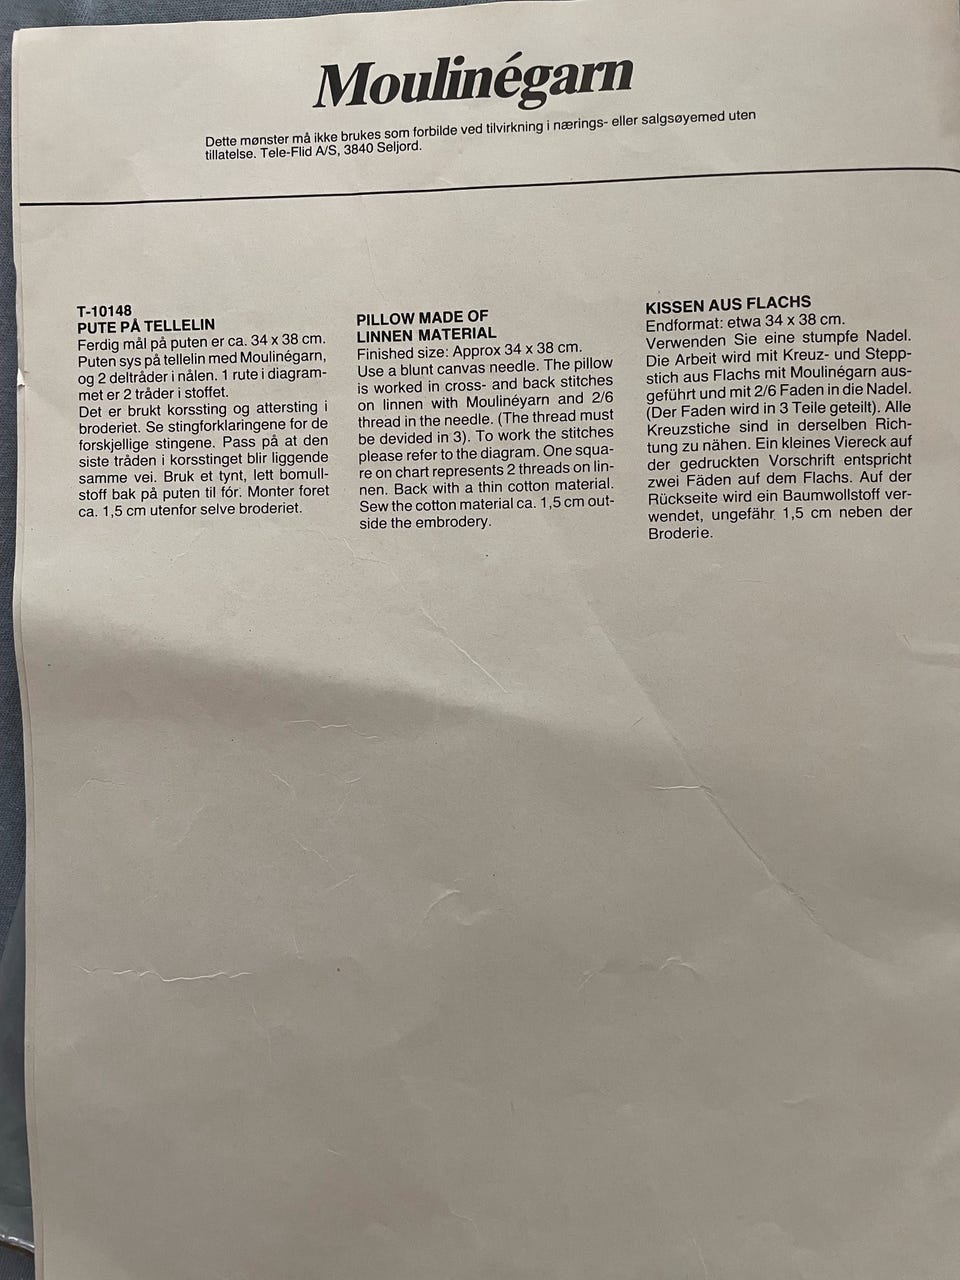 Moulinégarn
Dette mønster må ikke brukes som forbilde ved tilvirkning i nærings- eller salgsøyemed uten
tillatelse. Tele-Flid A/S, 3840 Seljord.
T-10148
PUTE PÅ TELLELIN
Ferdig mål på puten er ca. 34 x 38 cm.
Puten sys på tellelin med Moulinégarn,
og 2 deltråder i nålen. 1 rute i diagram-
met er 2 tråder i stoffet.
Det er brukt korssting og attersting i
broderiet. Se stingforklaringene for de
forskjellige stingene. Pass på at den
siste tråden i korsstinget blir liggende
samme vei. Bruk et tynt, lett bomull-
stoff bak på puten til fór. Monter foret
ca. 1,5 cm utenfor selve broderiet.
PILLOW MADE OF
LINNEN MATERIAL
Finished size: Approx 34 x 38 cm.
Use a blunt canvas needle. The pillow
is worked in cross- and back stitches
on linnen with Moulinéyarn and 2/6
thread in the needle. (The thread must
be devided in 3). To work the stitches
please refer to the diagram. One squa-
re on chart represents 2 threads on lin-
nen. Back with a thin cotton material.
Sew the cotton material ca. 1,5 cm out-
side the embrodery.
KISSEN AUS FLACHS
Endformat: etwa 34 x 38 cm.
Verwenden Sie eine stumpfe Nadel.
Die Arbeit wird mit Kreuz- und Stepp-
stich aus Flachs mit Moulinégarn aus-
geführt und mit 2/6 Faden in die Nadel.
(Der Faden wird in 3 Teile geteilt). Alle
Kreuzstiche sind in derselben Rich-
tung zu nähen. Ein kleines Viereck auf
der gedruckten Vorschrift entspricht
zwei Fäden auf dem Flachs. Auf der
Rückseite wird ein Baumwollstoff ver-
wendet, ungefähr 1,5 cm neben der
Broderie.